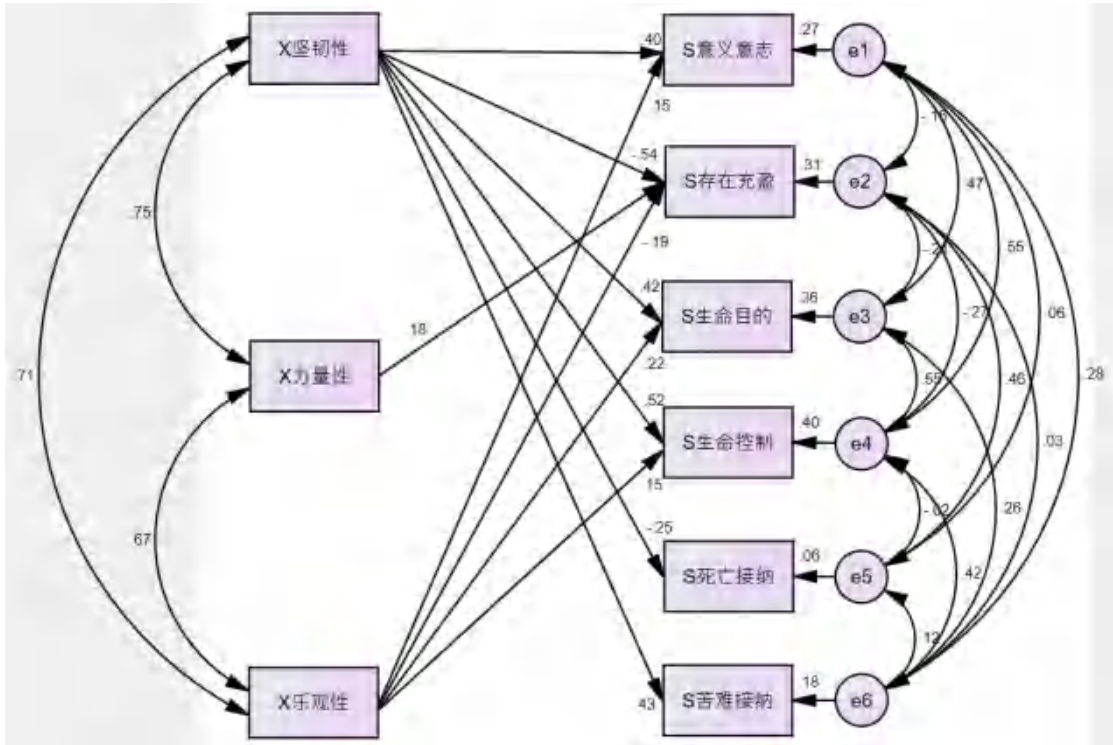 X坚韧性
X力量性
X乐观性
S意义意志
S存在充盈
S生命目的
S生命控制
S死亡接纳
S苦难接纳
e1
e2
e3
e4
e5
e6
.75
.71
.67
.40
.15
-.54
-.19
.18
.42
.22
.52
.15
-.25
.43
.27
.31
.36
.40
.06
.18
.47
.55
-.27
.06
.55
.46
.28
.03
.26
-.02
.42
.12